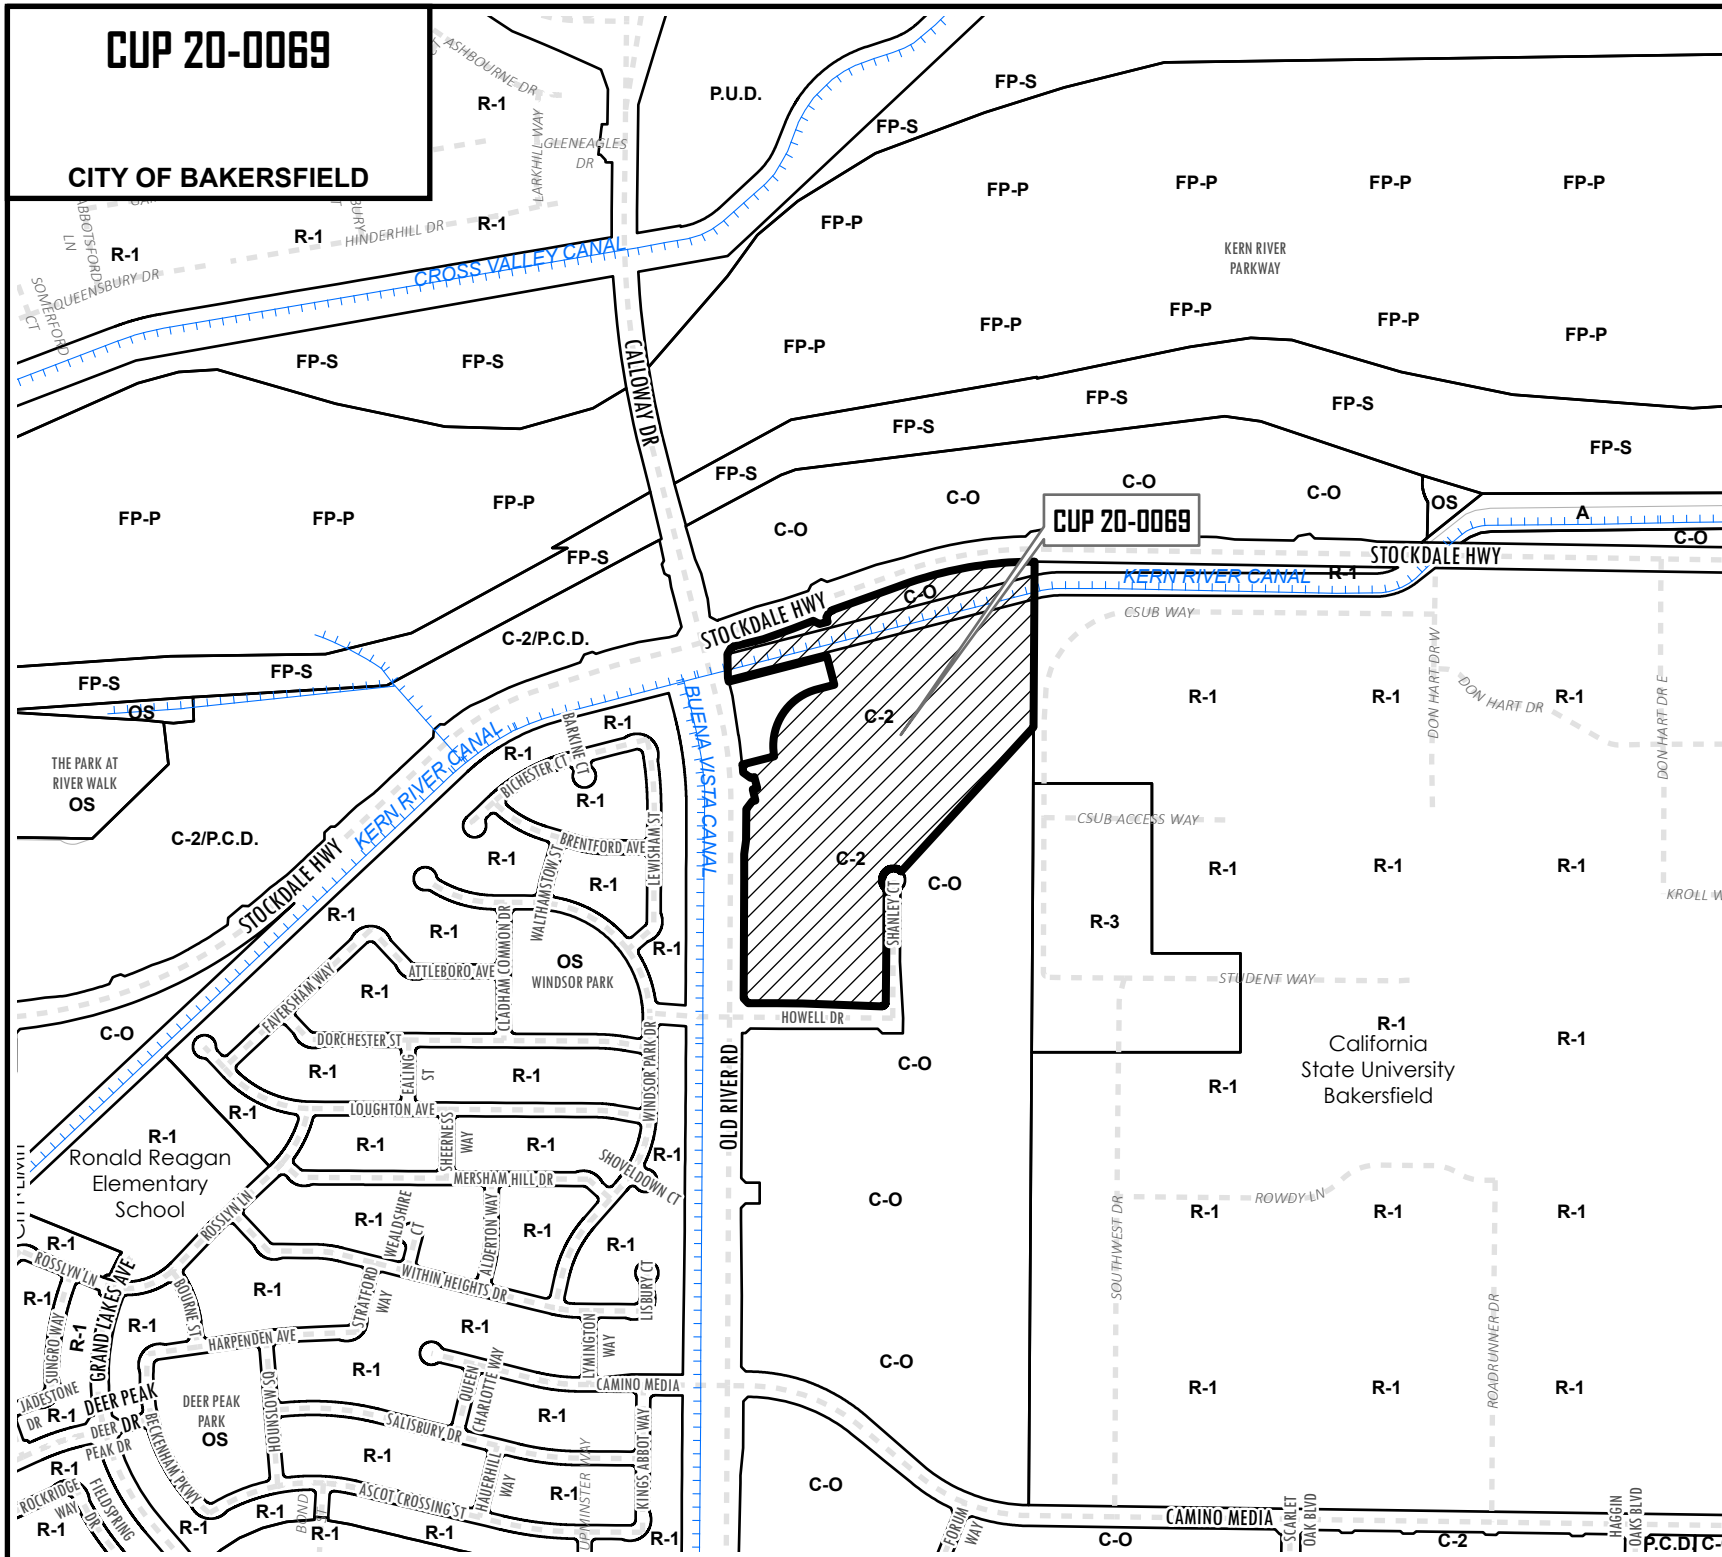 CUP 20-0069
CITY OF BAKERSFIELD
ASHBOURNE DR
R-1
P.U.D.
FP-S
FP-S
LARKHILL WAY
GLENEAGLES
DR
FP-P
FP-P
FP-P
FP-P
FP-P
ABBOTSFORD
LN
R-1
R-1
HINDERHILL DR
R-1
CROSS VALLEY CANAL
QUEENSBURY DR
SOMERFORD
CT
KERN RIVER
PARKWAY
FP-P
FP-P
FP-P
FP-P
FP-P
FP-S
FP-S
CALLOWAY DR
FP-S
FP-S
FP-S
FP-S
FP-S
FP-P
FP-P
FP-P
FP-S
C-O
C-O
C-O
C-O
OS
A
C-O
CUP 20-0069
STOCKDALE HWY
KERN RIVER CANAL
R-1
C-O
STOCKDALE HWY
CSUB WAY
C-2/P.C.D.
FP-S
FP-S
OS
THE PARK AT
RIVER WALK
OS
C-2/P.C.D.
STOCKDALE HWY
KERN RIVER CANAL
BUENA VISTA CANAL
R-1
BARKINE CT
R-1
BICHESTER CT
R-1
BRENTFORD AVE
LEWISHAM ST
R-1
WALTHAMSTOW ST
R-1
C-2
C-2
C-O
SHANLEY CT
R-1
R-1
R-1
DON HART DR W
DON HART DR
DON HART DR E
CSUB ACCESS WAY
R-1
R-1
R-1
KROLL W
R-3
STUDENT WAY
R-1
R-1
ATTLEBORO AVE
CLADHAM COMMON DR
OS
WINDSOR PARK
R-1
R-1
FAVERSHAM WAY
DORCHESTER ST
HOWELL DR
C-O
C-O
R-1
EALING
ST
R-1
WINDSOR PARK DR
OLD RIVER RD
R-1
California
State University
Bakersfield
R-1
R-1
LOUGHTON AVE
R-1
R-1
SHEERNESS
WAY
R-1
R-1
SHOVELDOWN CT
MERSHAM HILL DR
R-1
Ronald Reagan
Elementary
School
ROSSLYN LN
R-1
WEALDSHIRE
CT
ALDERTON WAY
R-1
R-1
LISBURY CT
C-O
SOUTHWEST DR
ROWDY LN
R-1
R-1
R-1
R-1
ROSSLYN LN
R-1
R-1
SUNGRO WAY
GRAND LAKES AVE
R-1
BOURNE ST
R-1
STRATFORD
WAY
WITHIN HEIGHTS DR
R-1
LYMINGTON
WAY
HARPENDEN AVE
R-1
QUEEN
CHARLOTTE WAY
CAMINO MEDIA
C-O
R-1
R-1
R-1
ROADRUNNER DR
JADESTONE
DR
R-1
DEER PEAK
DR
DEER
PEAK DR
BECKENHAM PKWY
DEER PEAK
PARK
OS
HOUNSLOW SQ
SALISBURY DR
R-1
R-1
KINGS ABBOT WAY
R-1
HAVERHILL
WAY
R-1
UPMINSTER WAY
C-O
ROCKRIDGE
WAY
FIELDSPRING
DR
R-1
R-1
R-1
BOND
R-1
ASCOT CROSSING ST
R-1
R-1
FORUM
WAY
CAMINO MEDIA
C-O
SCARLET
OAK BLVD
C-2
HAGGIN
OAKS BLVD
P.C.D.
C-